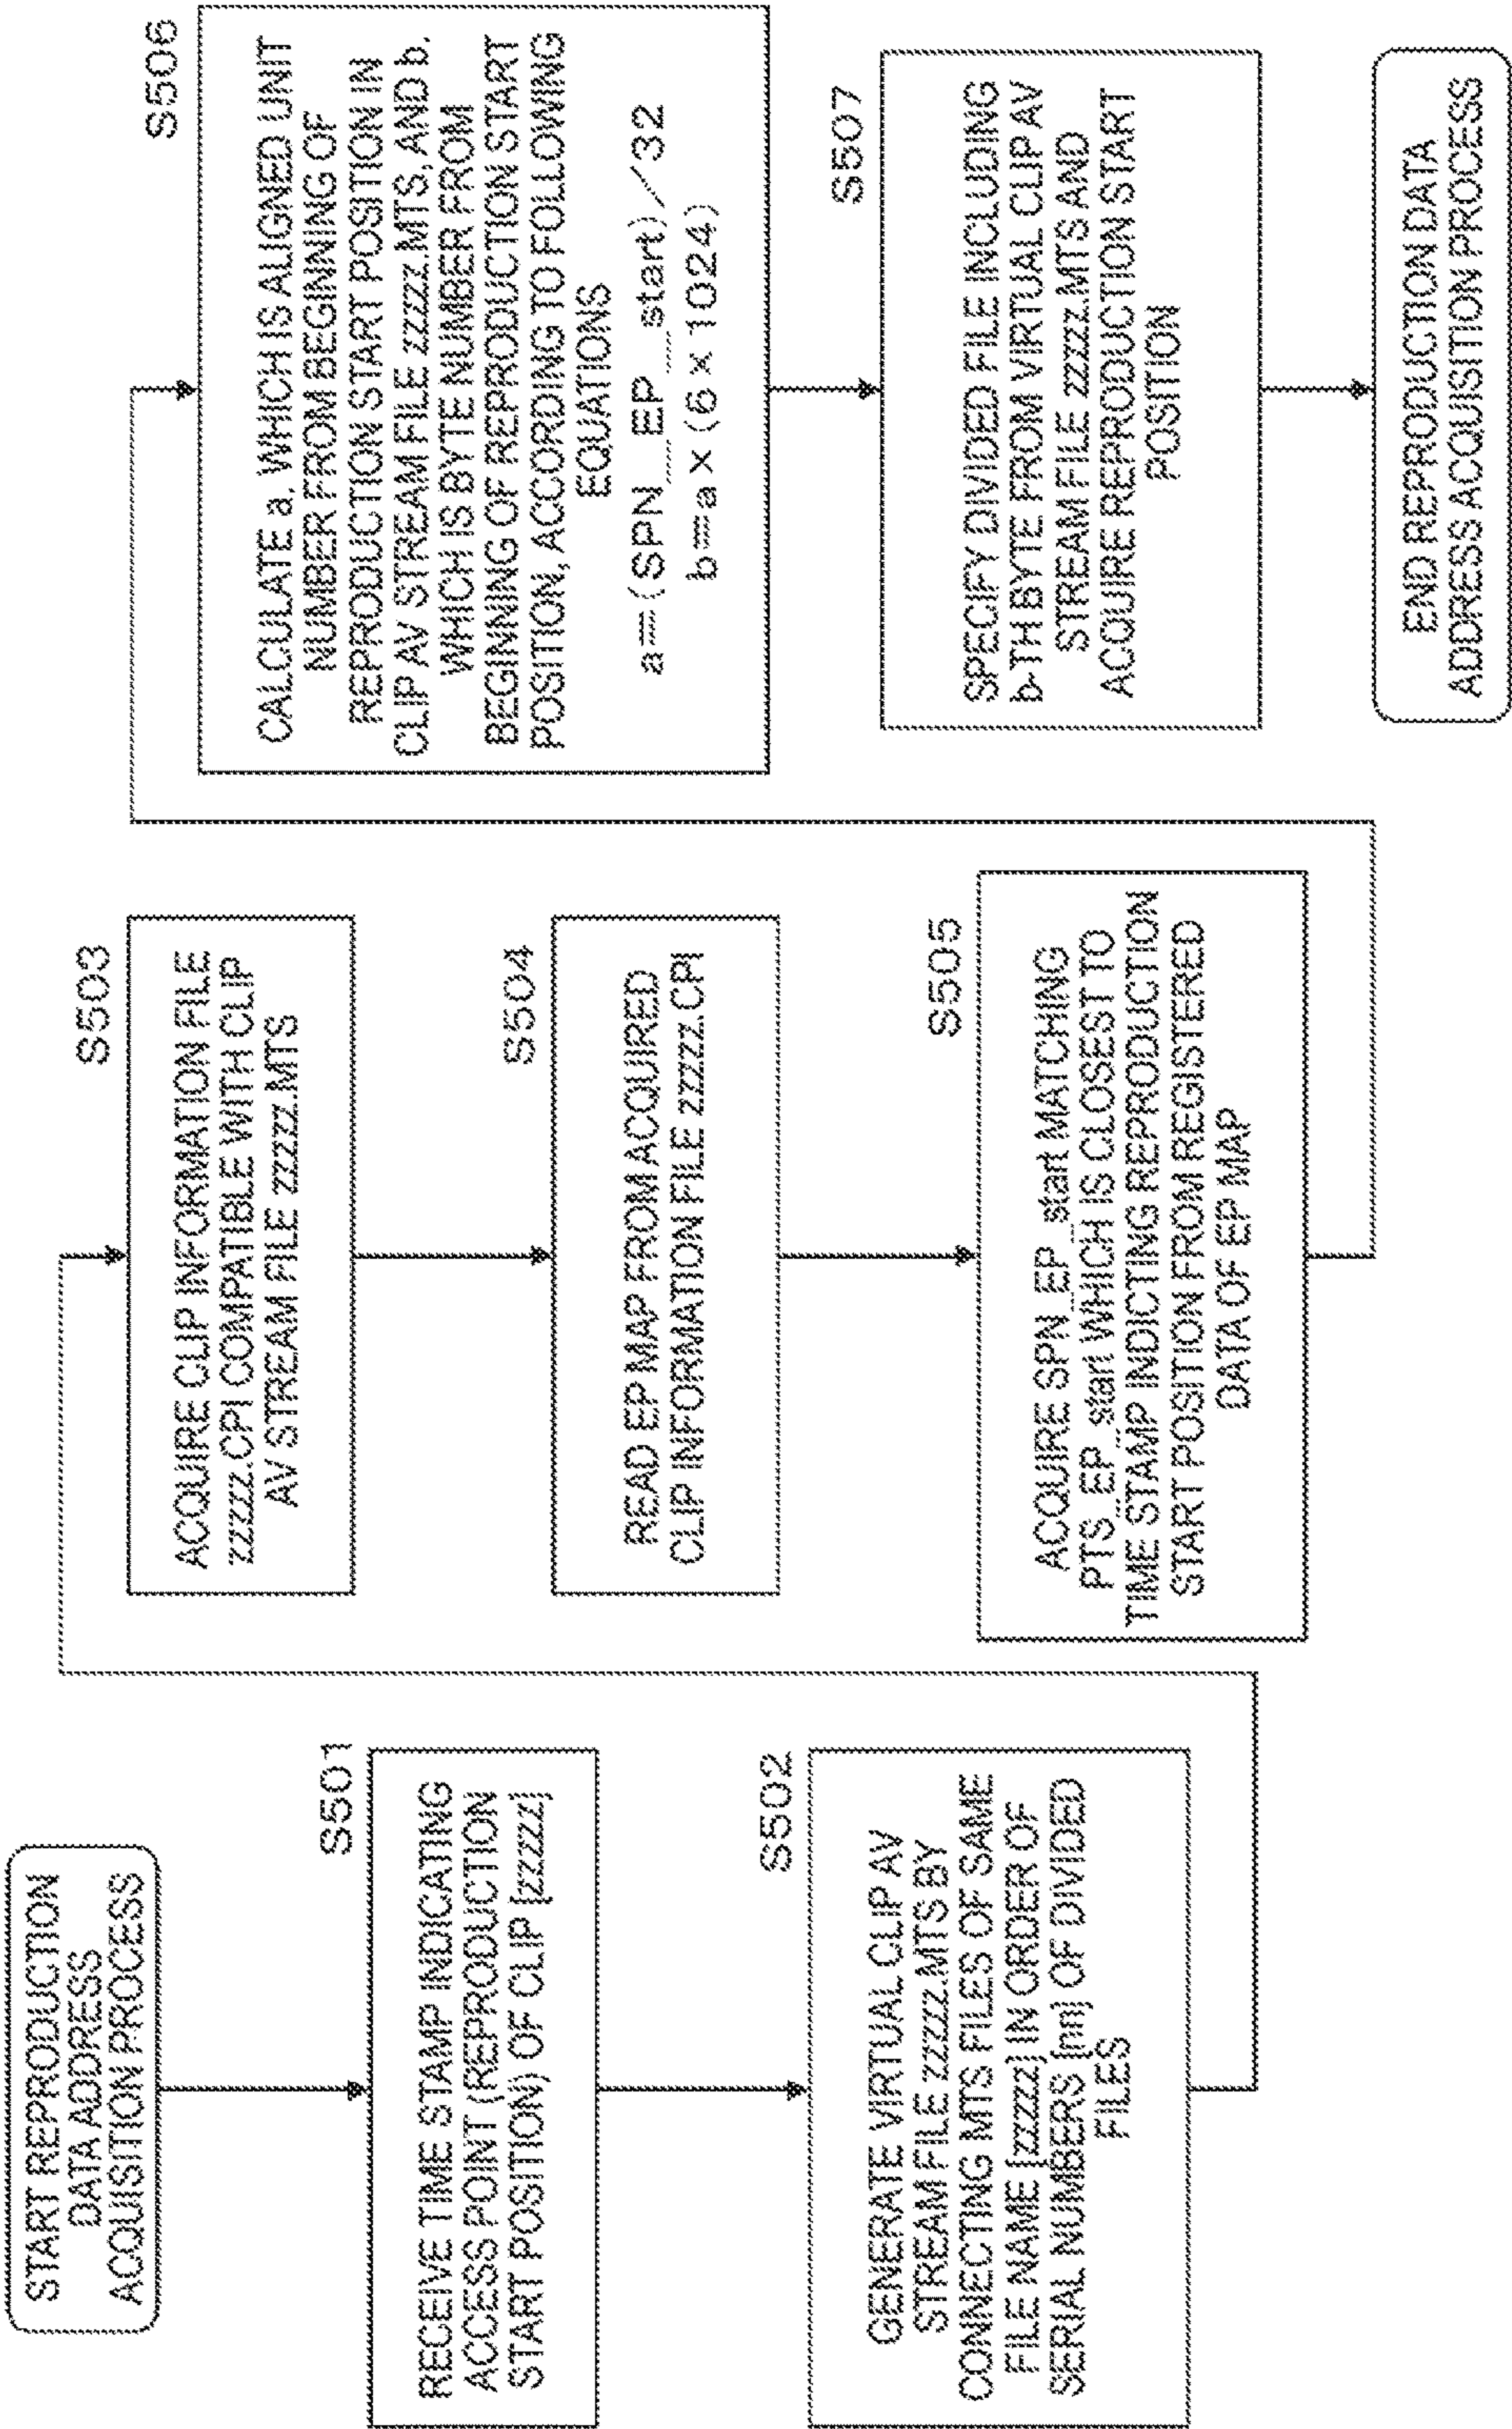 START REPRODUCTION
DATA ADDRESS
ACQUISITION PROCESS
S501
RECEIVE TIME STAMP INDICATING
ACCESS POINT (REPRODUCTION
START POSITION) OF CLIP [zzzzz]
S502
GENERATE VIRTUAL CLIP AV
STREAM FILE zzzzz.MTS BY
CONNECTING MTS FILES OF SAME
FILE NAME [zzzzz] IN ORDER OF
SERIAL NUMBERS [nn] OF DIVIDED
FILES
S503
ACQUIRE CLIP INFORMATION FILE
zzzzz.CPI COMPATIBLE WITH CLIP
AV STREAM FILE zzzzz.MTS
S504
READ EP MAP FROM ACQUIRED
CLIP INFORMATION FILE zzzzz.CPI
S505
ACQUIRE SPN_EP_start MATCHING
PTS_EP_start WHICH IS CLOSEST TO
TIME STAMP INDICTING REPRODUCTION
START POSITION FROM REGISTERED
DATA OF EP MAP
S506
CALCULATE a, WHICH IS ALIGNED UNIT
NUMBER FROM BEGINNING OF
REPRODUCTION START POSITION IN
CLIP AV STREAM FILE zzzzz.MTS, AND b,
WHICH IS BYTE NUMBER FROM
BEGINNING OF REPRODUCTION START
POSITION, ACCORDING TO FOLLOWING
EQUATIONS
a=(SPN_EP_start)/32
b=a×(6×1024)
S507
SPECIFY DIVIDED FILE INCLUDING
b-TH BYTE FROM VIRTUAL CLIP AV
STREAM FILE zzzzz.MTS AND
ACQUIRE REPRODUCTION START
POSITION
END REPRODUCTION DATA
ADDRESS ACQUISITION PROCESS